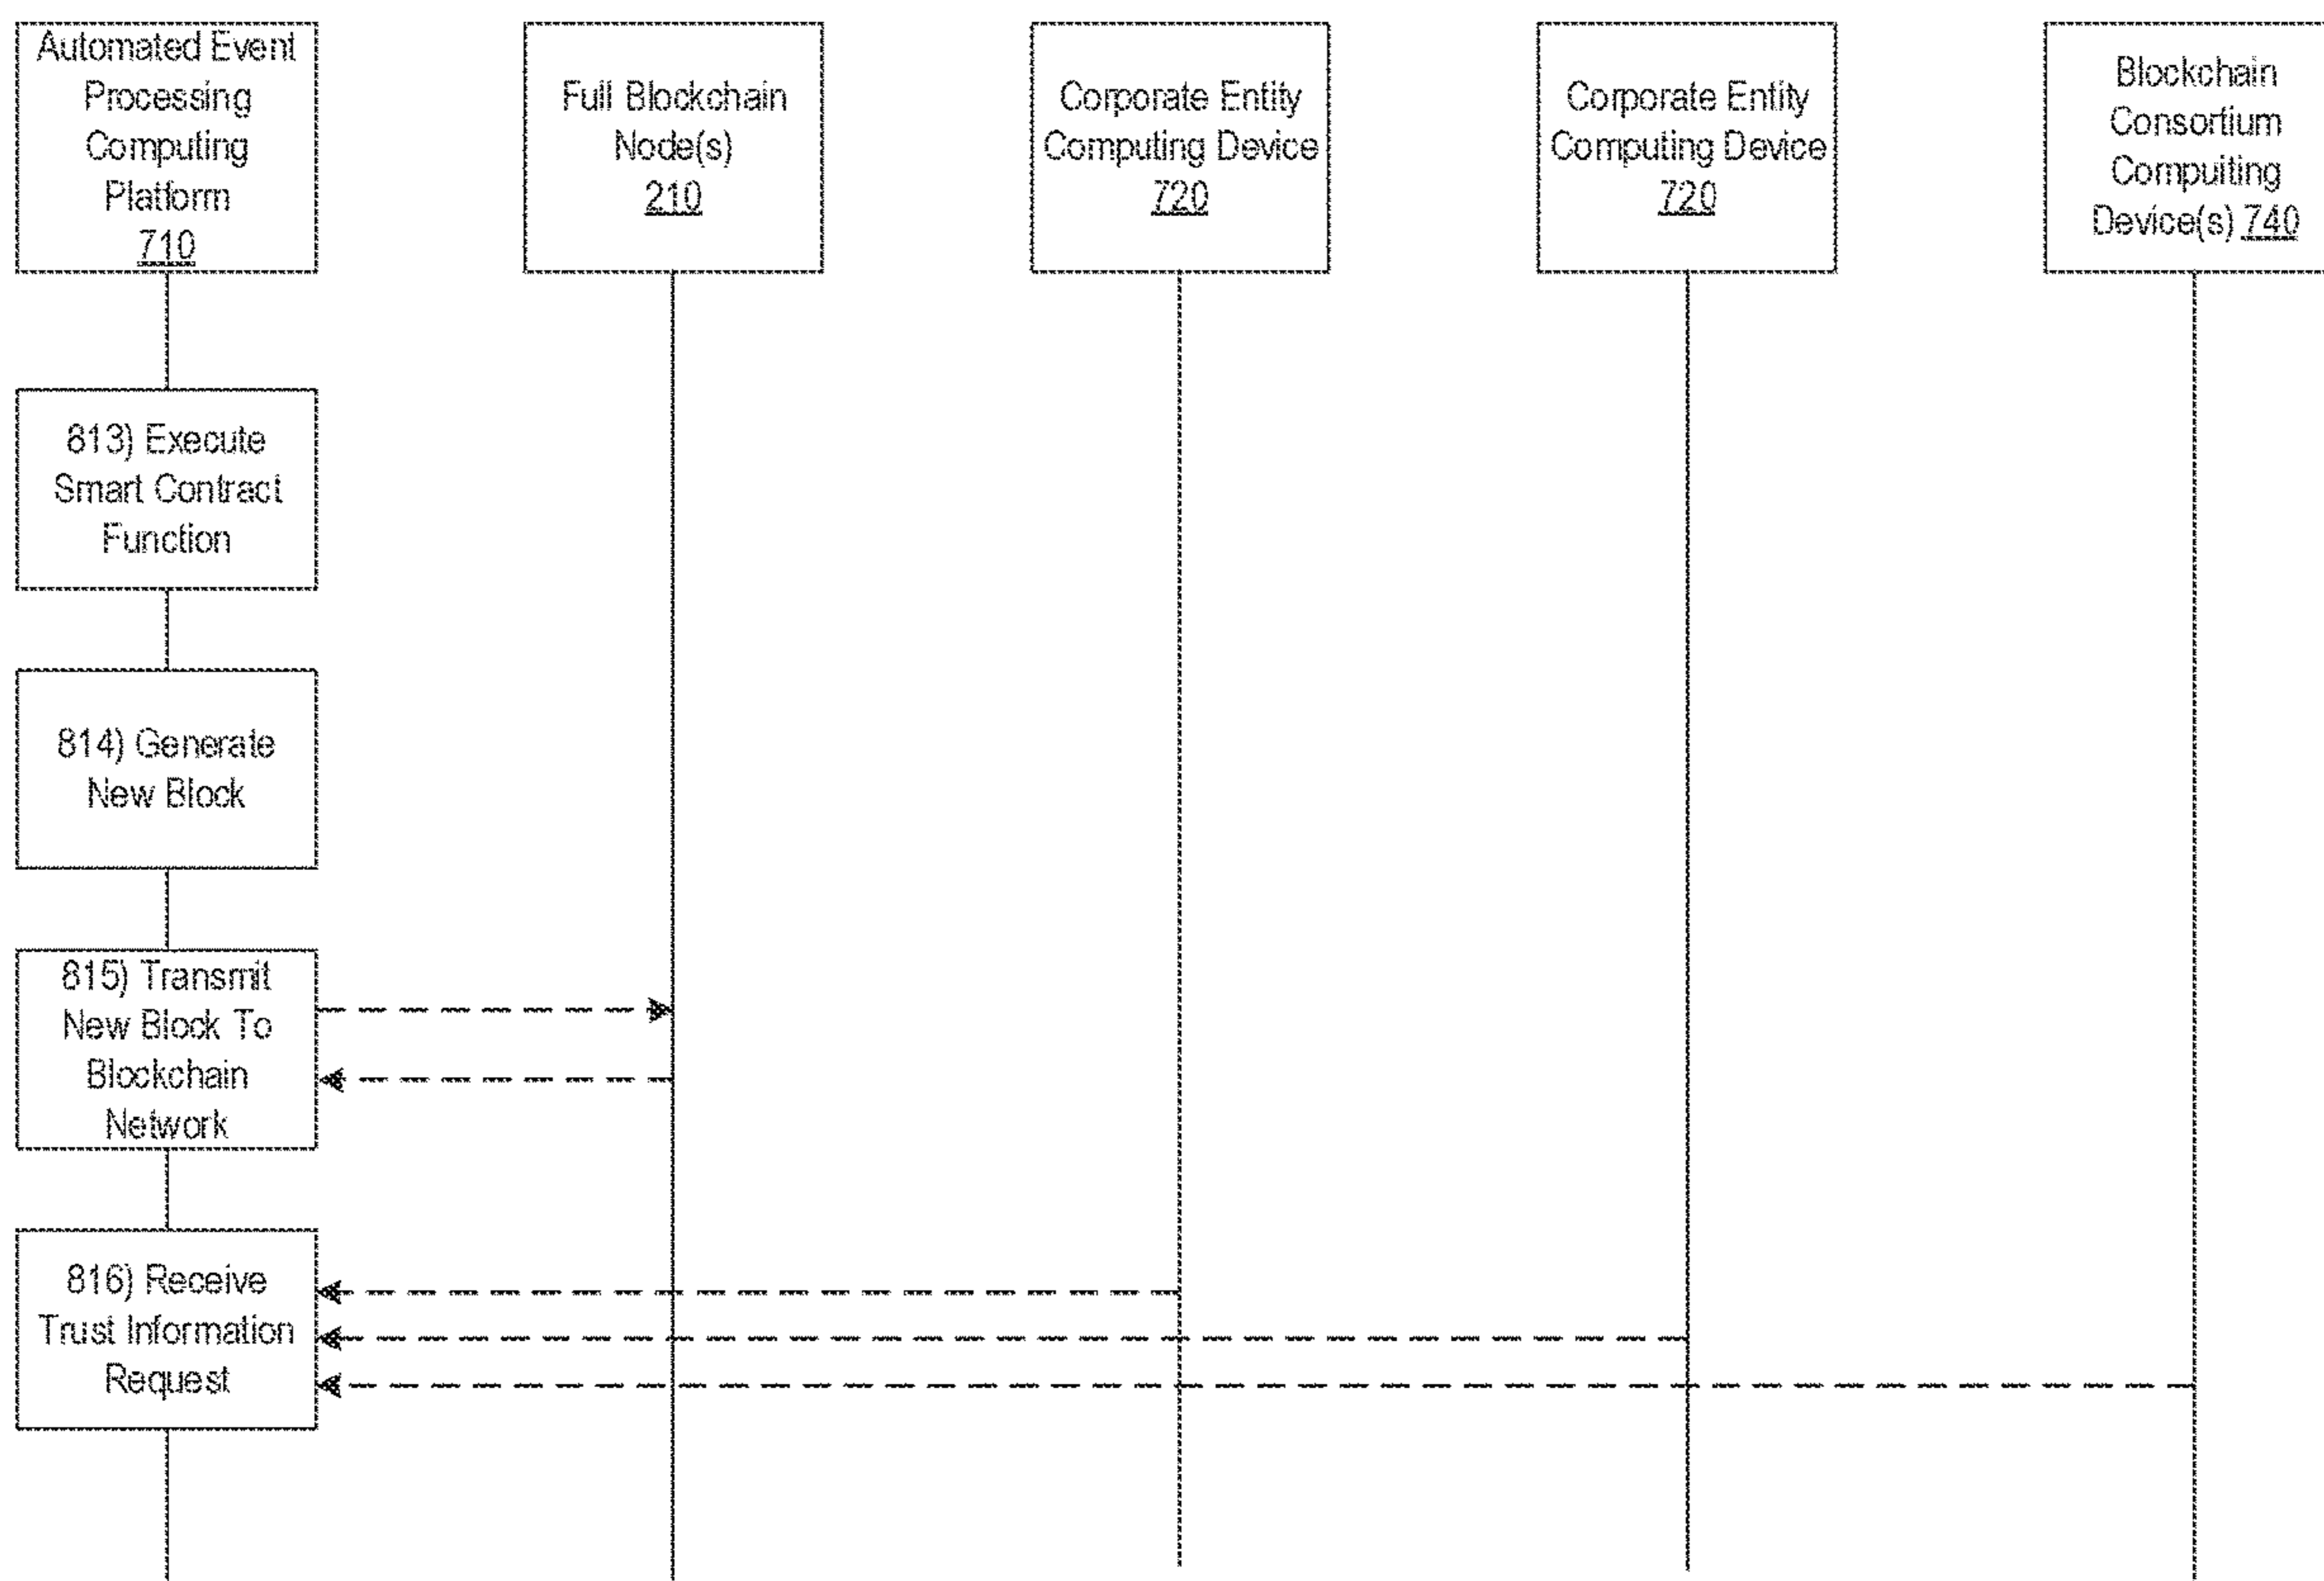 Automated Event
Processing
Computing
Platform
710
Full Blockchain
Node(s)
210
Corporate Entity
Computing Device
720
Corporate Entity
Computing Device
720
Blockchain
Consortium
Compuiting
Device(s) 740
813) Execute
Smart Contract
Function
814) Generate
New Block
815) Transmit
New Block To
Blockchain
Network
816) Receive
Trust Information
Request